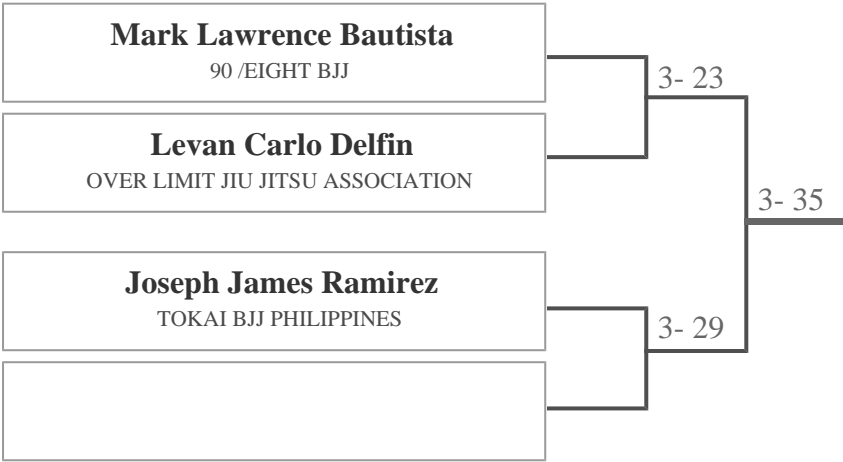 Mark Lawrence Bautista
90 /EIGHT BJJ
3- 23
Levan Carlo Delfin
OVER LIMIT JIU JITSU ASSOCIATION
3- 35
Joseph James Ramirez
TOKAI BJJ PHILIPPINES
3- 29